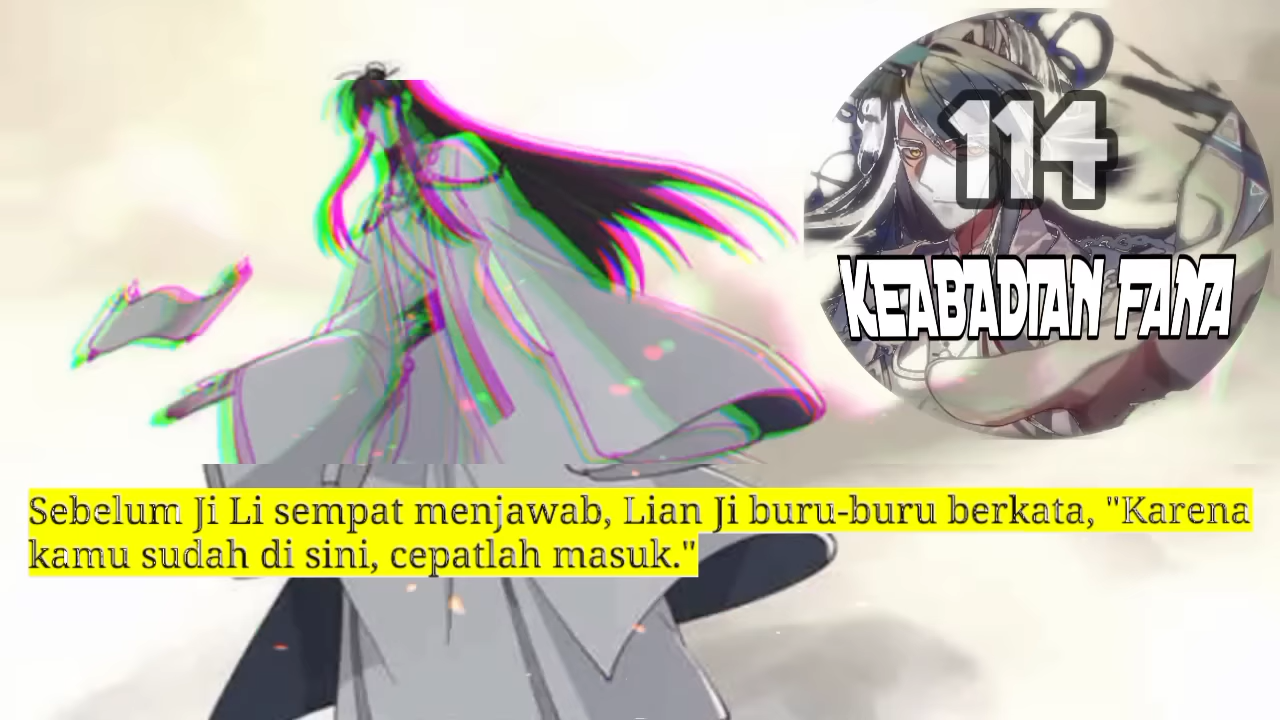 114
KEABADIAN FANA
Sebelum Ji Li sempat menjawab, Lian Ji buru-buru berkata, "Karena
kamu sudah di sini, cepatlah masuk."